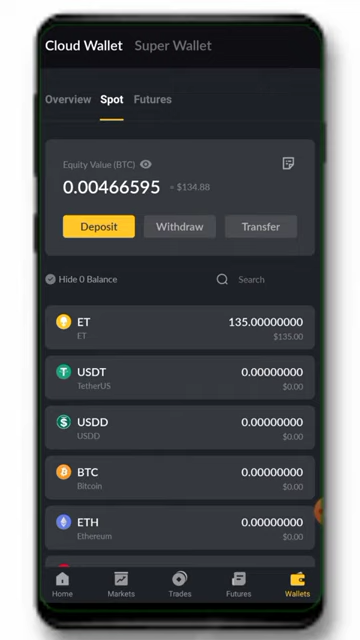 Cloud Wallet Super Wallet
Overview Spot Futures
Equity Value (BTC)
0.00466595 ≈ $134.88
Deposit Withdraw Transfer
Hide 0 Balance Search
ET 135.00000000
ET $135.00
USDT 0.00000000
TetherUS $0.00
USDD 0.00000000
USDD $0.00
BTC 0.00000000
Bitcoin $0.00
ETH 0.00000000
Ethereum $0.00
Home Markets Trades Futures Wallets